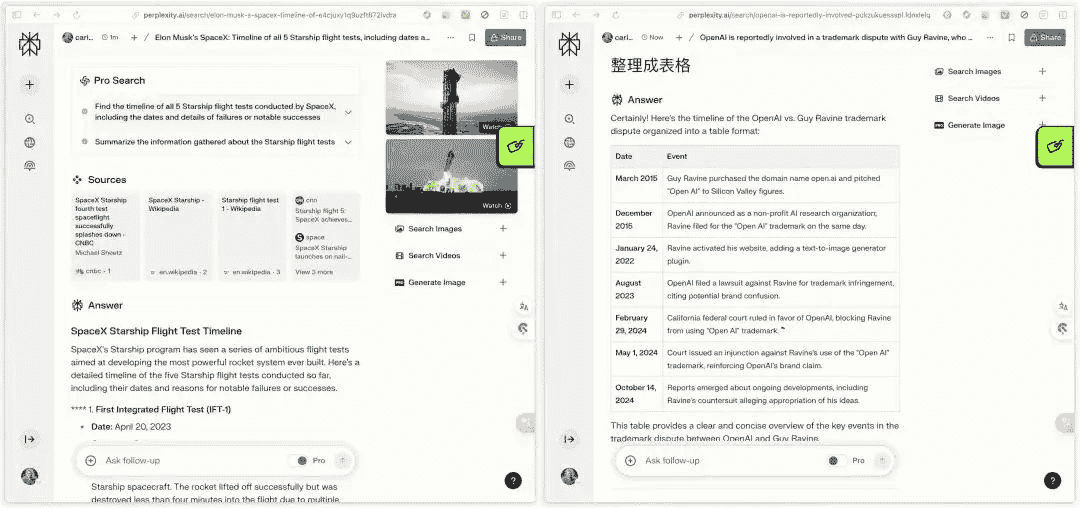 perplexity.ai/search/elon-musk-s-spacex-timeline-of-
carl...
1m
Elon Musk's SpaceX: Timeline of all 5 Starship flight tests, including dates a...
Share
Pro Search
Find the timeline of all 5 Starship flight tests conducted by SpaceX,
including the dates and details of failures or notable successes
Summarize the information gathered about the Starship flight tests
Sources
SpaceX Starship
fourth test
spaceflight
successfully
splashes down -
CNBC
Michael Sheetz
cnbc · 1
SpaceX Starship -
Wikipedia
en.wikipedia · 2
Starship flight test
1 - Wikipedia
en.wikipedia · 3
cnn
Starship flight 5:
SpaceX achieves...
space
SpaceX Starship
launches on nail-...
View 3 more
Watch
Watch
Search Images
Search Videos
Generate Image
Answer
SpaceX Starship Flight Test Timeline
SpaceX's Starship program has seen a series of ambitious flight tests
aimed at developing the most powerful rocket system ever built. Here's a
detailed timeline of the five Starship flight tests conducted so far,
including their dates and reasons for notable failures or successes.
**** 1. First Integrated Flight Test (IFT-1)
Date: April 20, 2023
Ask follow-up
Pro
Starship spacecraft. The rocket lifted off successfully but was
destroyed less than four minutes into the flight due to multiple
?
perplexity.ai/search/openai-is-reportedly-involved-
carl...
Now
OpenAI is reportedly involved in a trademark dispute with Guy Ravine, who ...
Share
整理成表格
Answer
Certainly! Here's the timeline of the OpenAI vs. Guy Ravine trademark
dispute organized into a table format:
Date Event
March 2015 Guy Ravine purchased the domain name open.ai and pitched
"Open AI" to Silicon Valley figures.
December OpenAI announced as a non-profit AI research organization;
2015 Ravine filed for the "Open AI" trademark on the same day.
January 24, Ravine activated his website, adding a text-to-image generator
2022 plugin.
August OpenAI filed a lawsuit against Ravine for trademark infringement,
2023 citing potential brand confusion.
February California federal court ruled in favor of OpenAI, blocking Ravine
29, 2024 from using "Open AI" trademark.
May 1, 2024 Court issued an injunction against Ravine's use of the "Open AI"
trademark, reinforcing OpenAI's brand claim.
October 14, Reports emerged about ongoing developments, including
2024 Ravine's countersuit alleging appropriation of his ideas.
This table provides a clear and concise overview of the key events in the
trademark dispute between OpenAI and Guy Ravine.
Ask follow-up
Pro
Search Images
Search Videos
PRO Generate Image
?